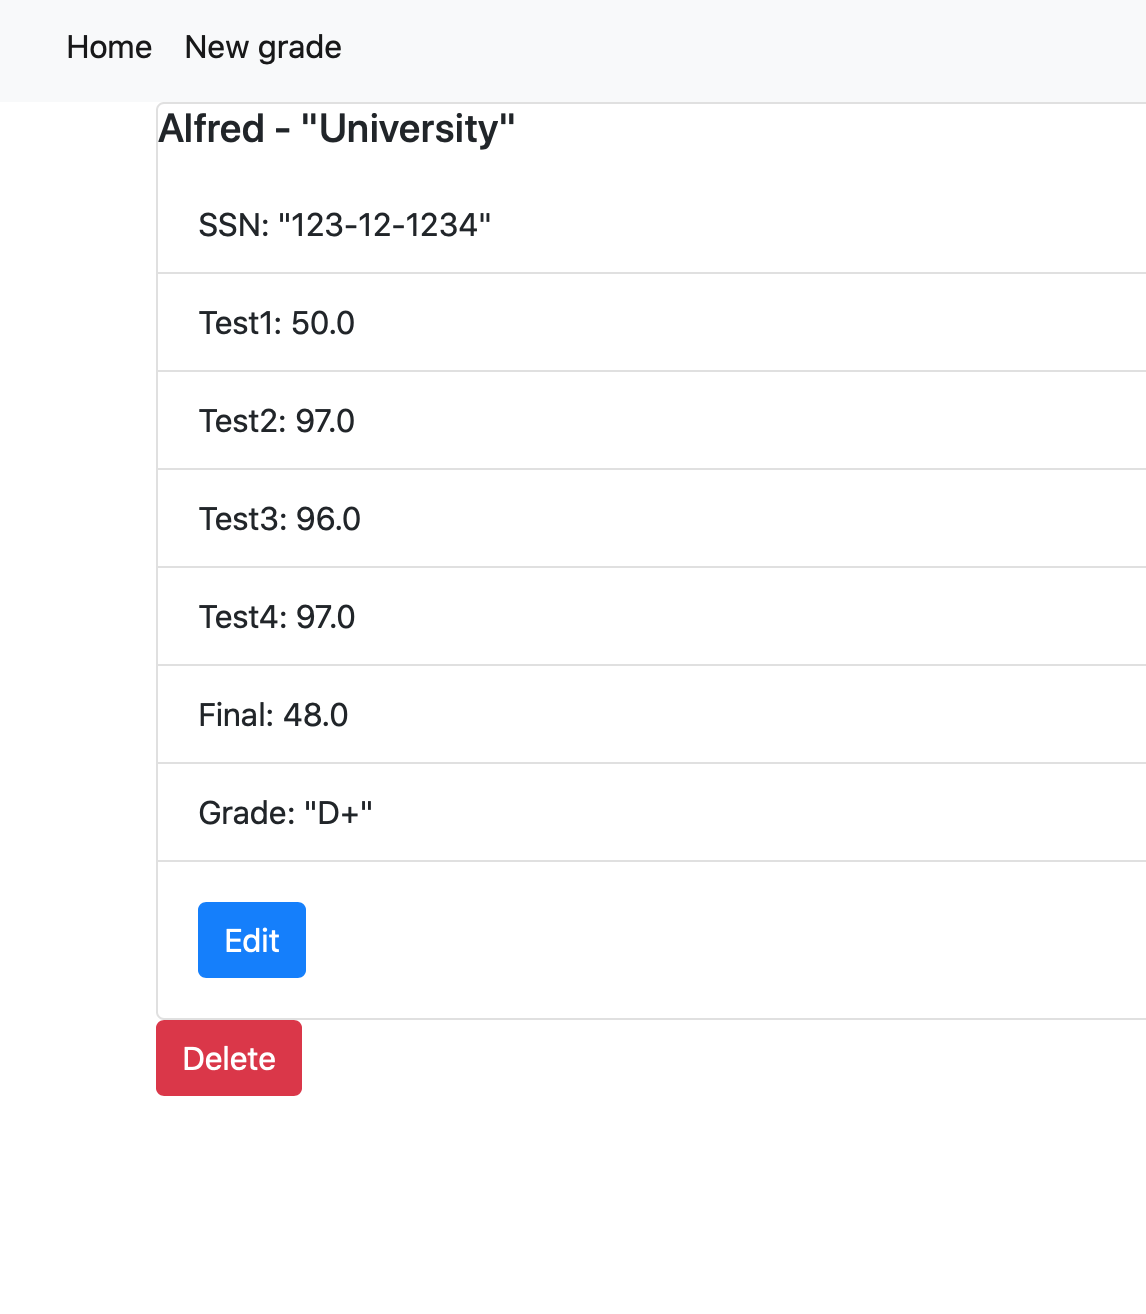 Home New grade
Alfred - "University"
SSN: "123-12-1234"
Test1: 50.0
Test2: 97.0
Test3: 96.0
Test4: 97.0
Final: 48.0
Grade: "D+"
Edit
Delete